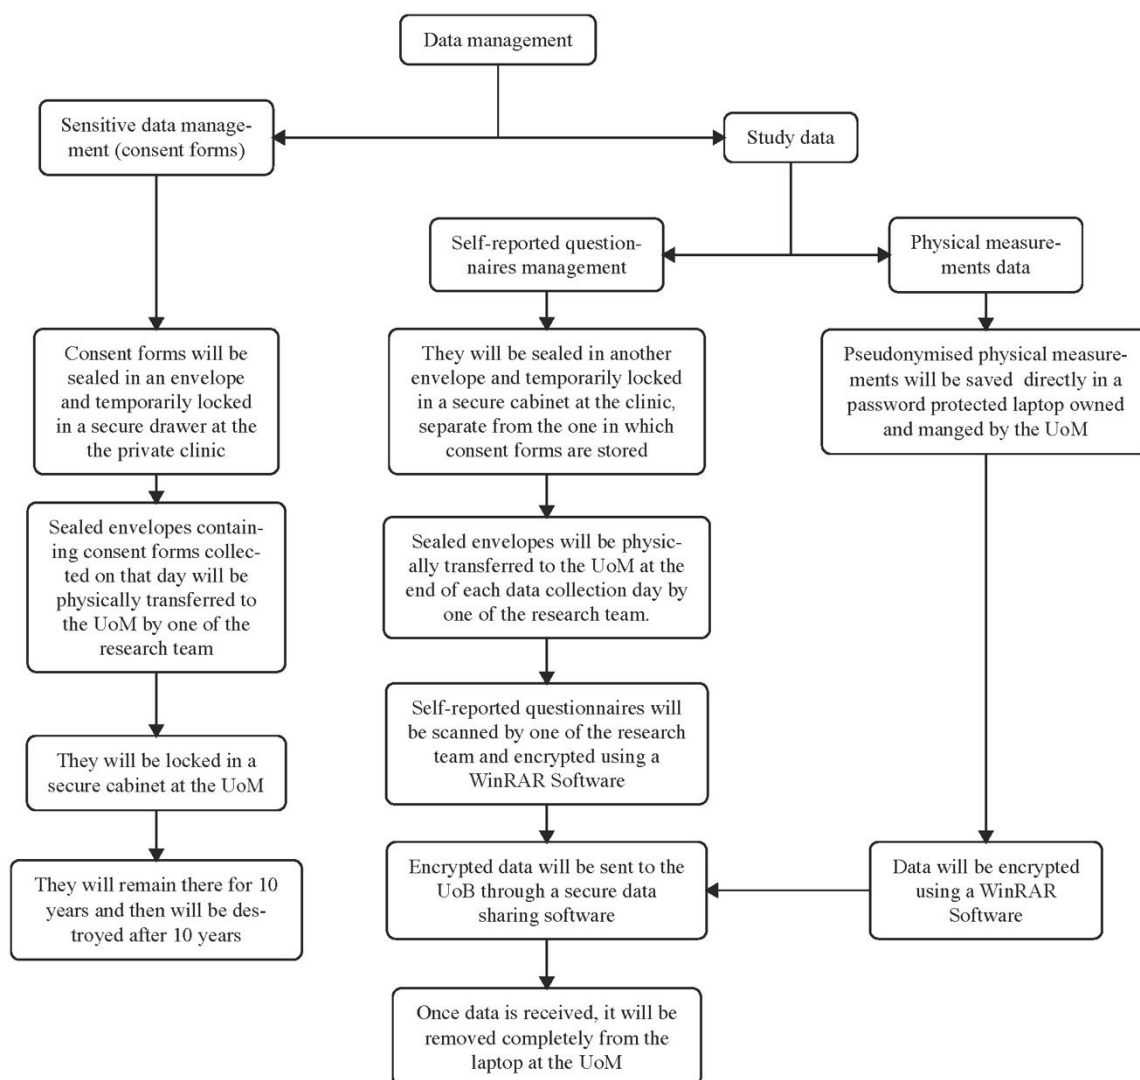 Data management
Sensitive data manage-
ment (consent forms)
Study data
Self-reported question-
naires management
Physical measure-
ments data
Consent forms will be
sealed in an envelope
and temporarily locked
in a secure drawer at the
the private clinic
They will be sealed in another
envelope and temporarily locked
in a secure cabinet at the clinic,
separate from the one in which
consent forms are stored
Pseudonymised physical measure-
ments will be saved  directly in a
password protected laptop owned
and manged by the UoM
Sealed envelopes contain-
ing consent forms collec-
ted on that day will be
physically transferred to
the UoM by one of the
research team
Sealed envelopes will be physic-
ally transferred to the UoM at the
end of each data collection day by
one of the research team.
Self-reported questionnaires will
be scanned by one of the research
team and encrypted using a
WinRAR Software
They will be locked in a
secure cabinet at the UoM
They will remain there for 10
years and then will be des-
troyed after 10 years
Encrypted data will be sent to the
UoB through a secure data
sharing software
Data will be encrypted
using a WinRAR
Software
Once data is received, it will be
removed completely from the
laptop at the UoM